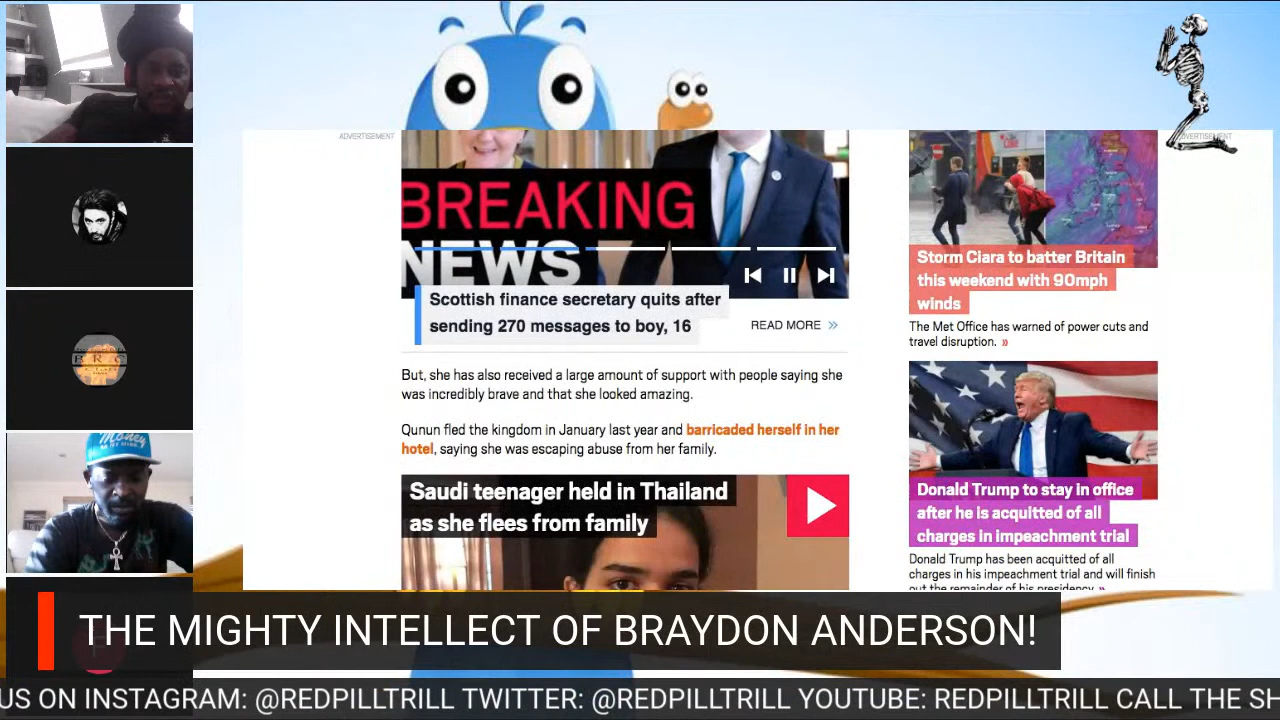 ADVERTISEMENT
BREAKING
NEWS
Scottish finance secretary quits after
sending 270 messages to boy, 16
READ MORE »
But, she has also received a large amount of support with people saying she
was incredibly brave and that she looked amazing.
Qunun fled the kingdom in January last year and barricaded herself in her
hotel, saying she was escaping abuse from her family.
Saudi teenager held in Thailand
as she flees from family
ADVERTISEMENT
Storm Ciara to batter Britain
this weekend with 90mph
winds
The Met Office has warned of power cuts and
travel disruption. »
Donald Trump to stay in office
after he is acquitted of all
charges in impeachment trial
Donald Trump has been acquitted of all
charges in his impeachment trial and will finish
out the remainder of his presidency. »
B R G
Money
THE MIGHTY INTELLECT OF BRAYDON ANDERSON!
US ON INSTAGRAM: @REDPILLTRILL TWITTER: @REDPILLTRILL YOUTUBE: REDPILLTRILL CALL THE SH